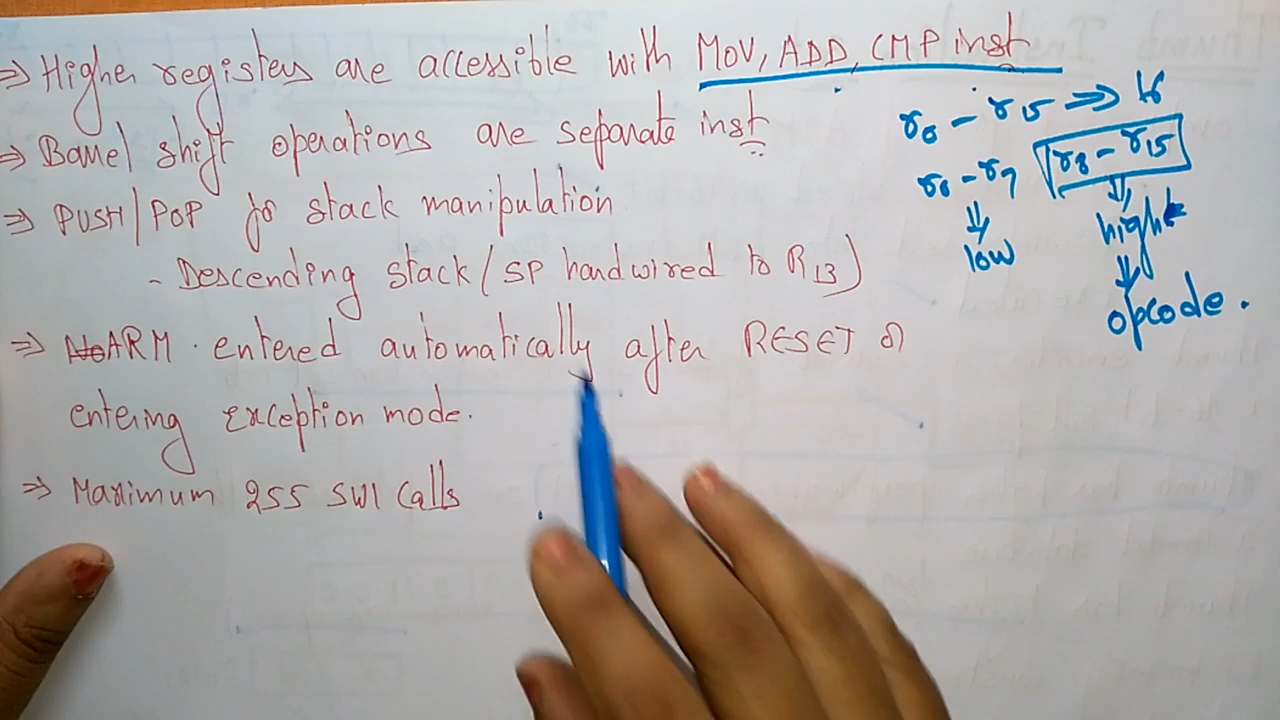 ⇒ Higher registers are accessible with MOV, ADD, CMP inst
⇒ Barrel shift operations are separate inst
⇒ PUSH/POP for stack manipulation
- Descending stack (SP hardwired to R13)
⇒ ARM entered automatically after RESET or
entering exception mode.
⇒ Maximum 255 SWI calls
r0 - r15 ⇒ 16
r0 - r7 r8 - r15
⇓ ⇓
low high
⇓
opcode.